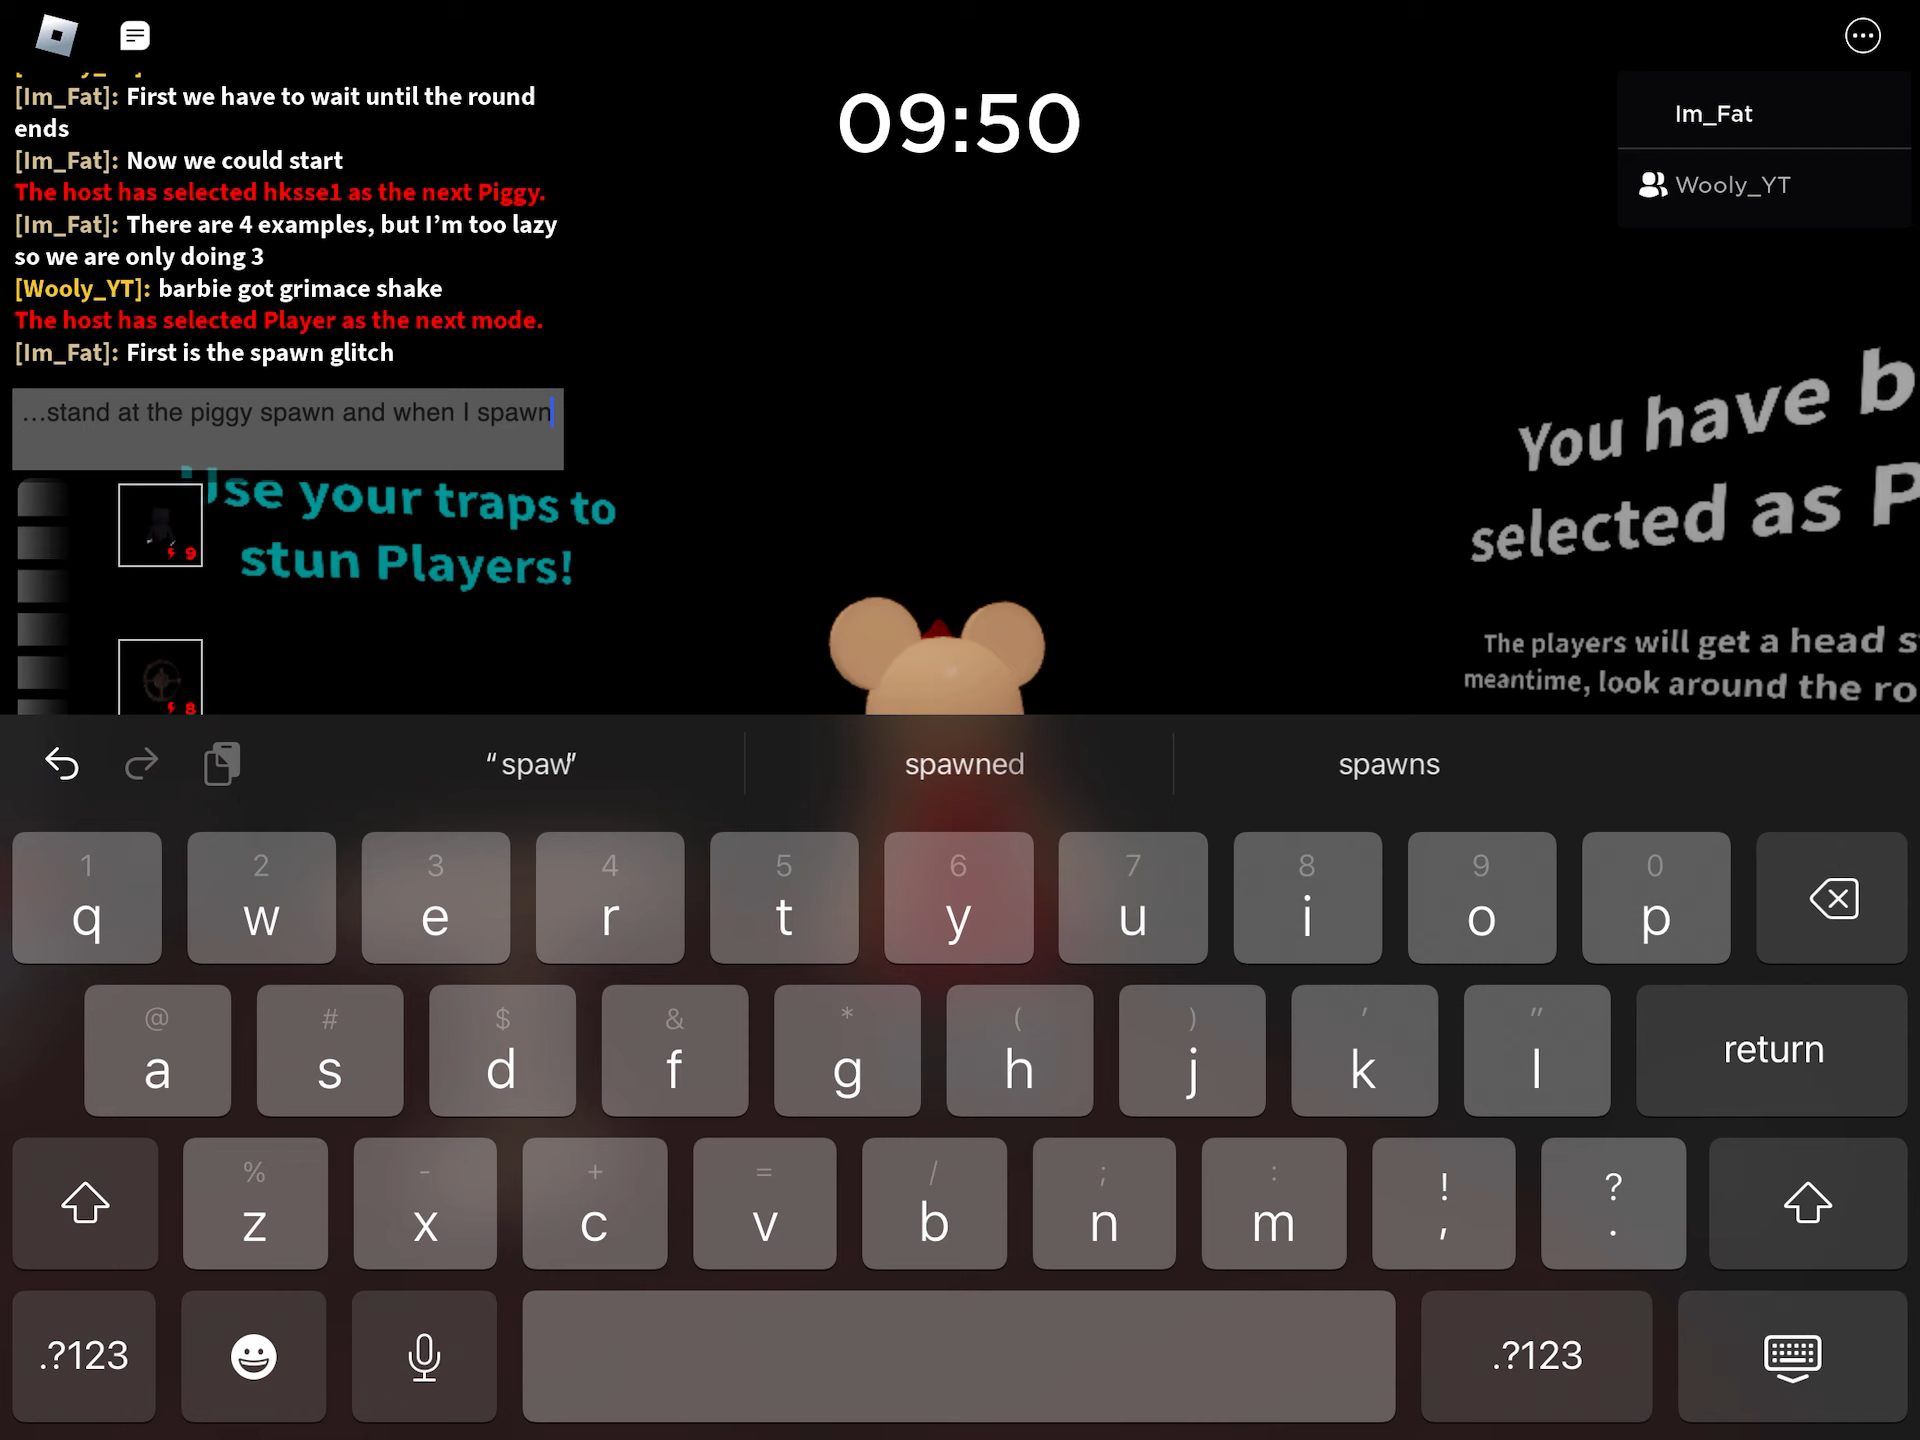 [Im_Fat]: First we have to wait until the round
ends
[Im_Fat]: Now we could start
The host has selected hksse1 as the next Piggy.
[Im_Fat]: There are 4 examples, but I’m too lazy
so we are only doing 3
[Wooly_YT]: barbie got grimace shake
The host has selected Player as the next mode.
[Im_Fat]: First is the spawn glitch
…stand at the piggy spawn and when I spawn
09:50
Im_Fat
Wooly_YT
Use your traps to
stun Players!
9
8
You have b
selected as P
The players will get a head s
meantime, look around the ro
“spaw” spawned spawns
1 2 3 4 5 6 7 8 9 0
q w e r t y u i o p
@ # $ & * ( ) ’ ”
a s d f g h j k l return
% - + = / ; : ! ?
z x c v b n m , .
.?123 .?123